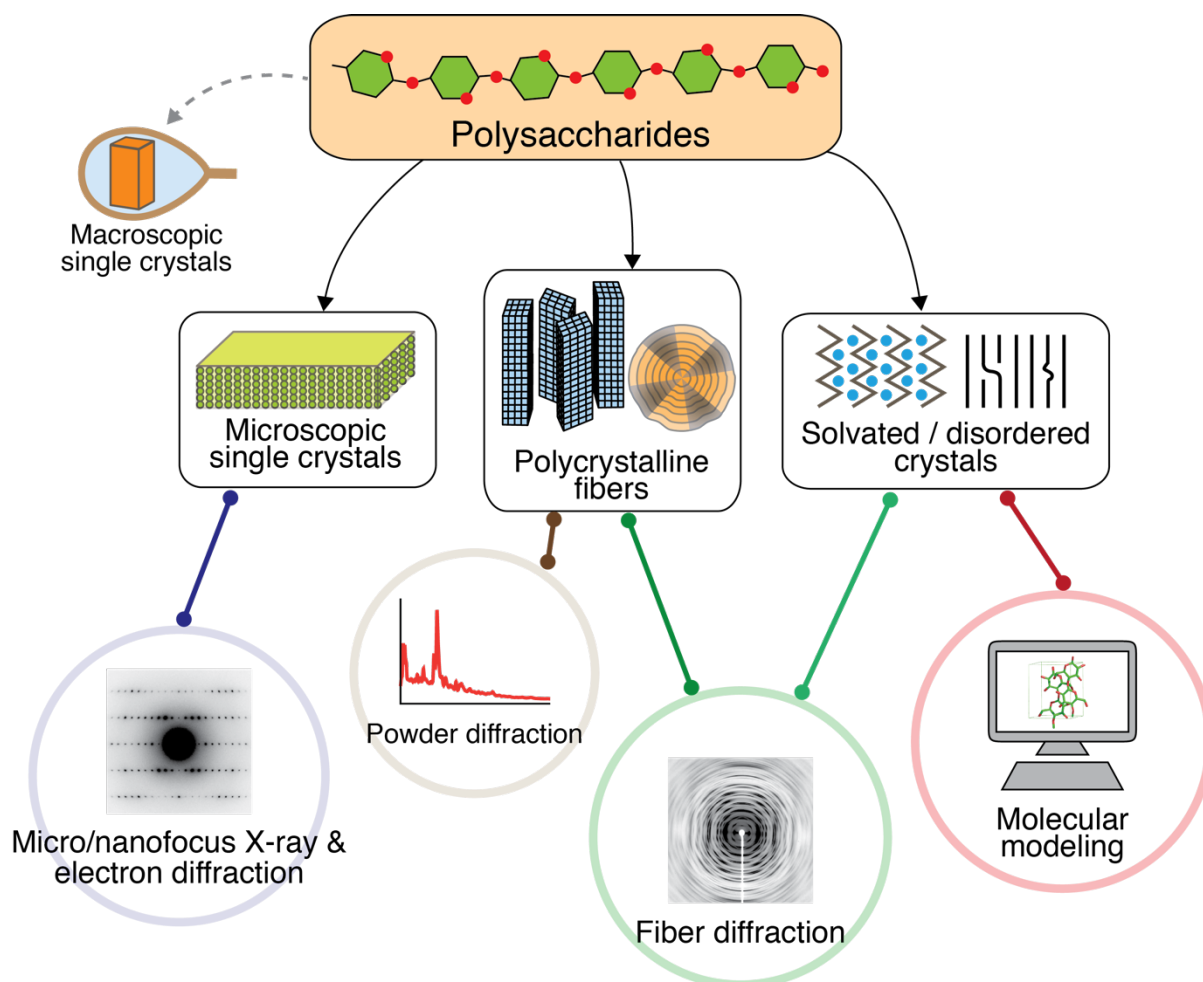 Polysaccharides
Macroscopic
single crystals
Microscopic
single crystals
Polycrystalline
fibers
Solvated / disordered
crystals
Powder diffraction
Micro/nanofocus X-ray &
electron diffraction
Fiber diffraction
Molecular
modeling